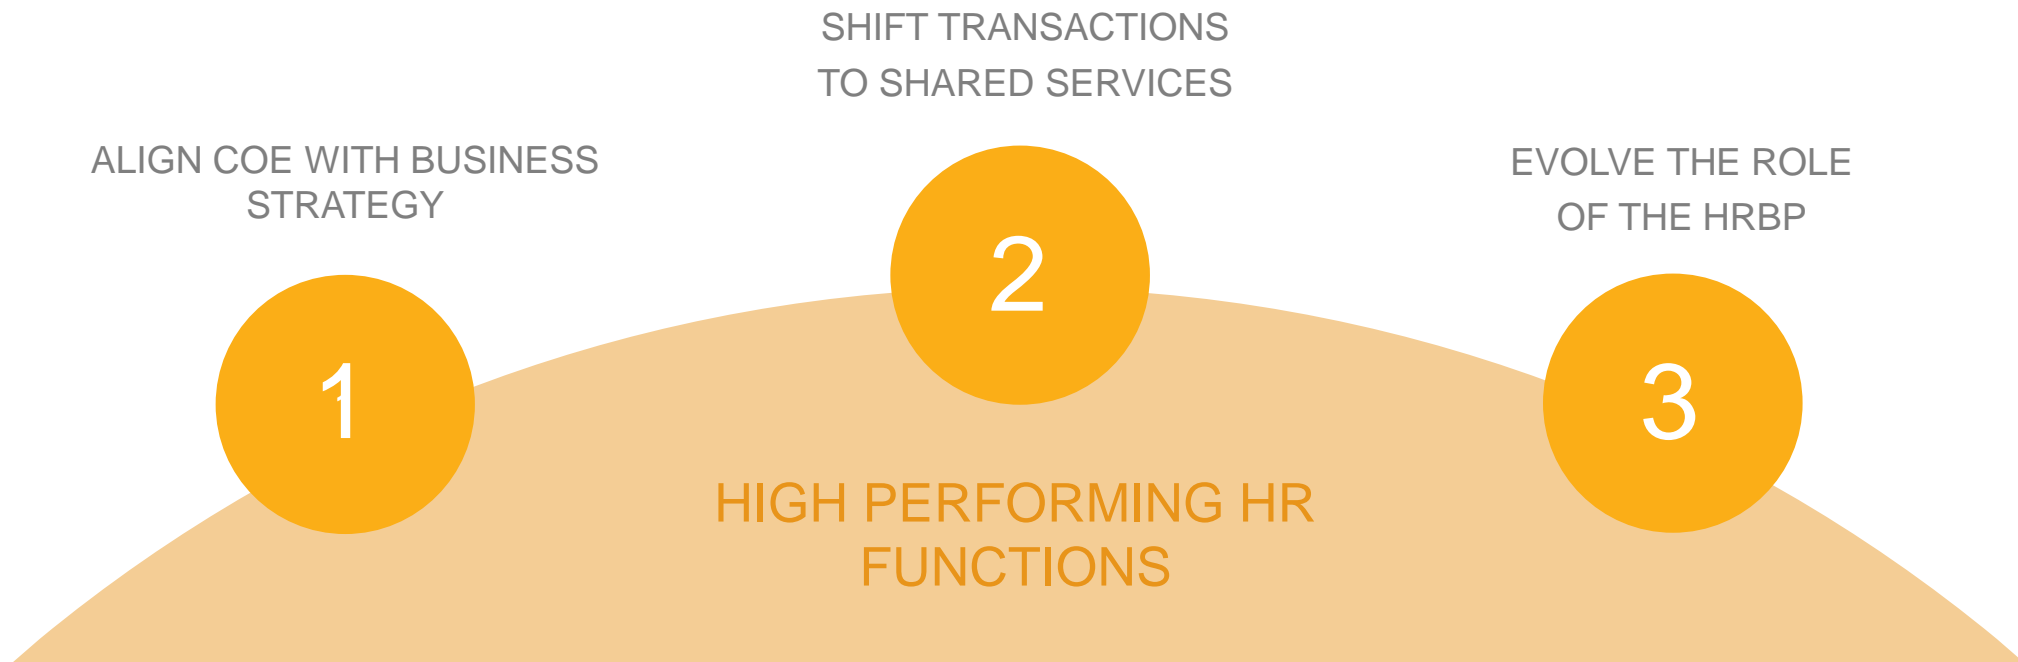 SHIFT TRANSACTIONS
TO SHARED SERVICES
ALIGN COE WITH BUSINESS
STRATEGY
EVOLVE THE ROLE
OF THE HRBP
1
2
3
HIGH PERFORMING HR
FUNCTIONS